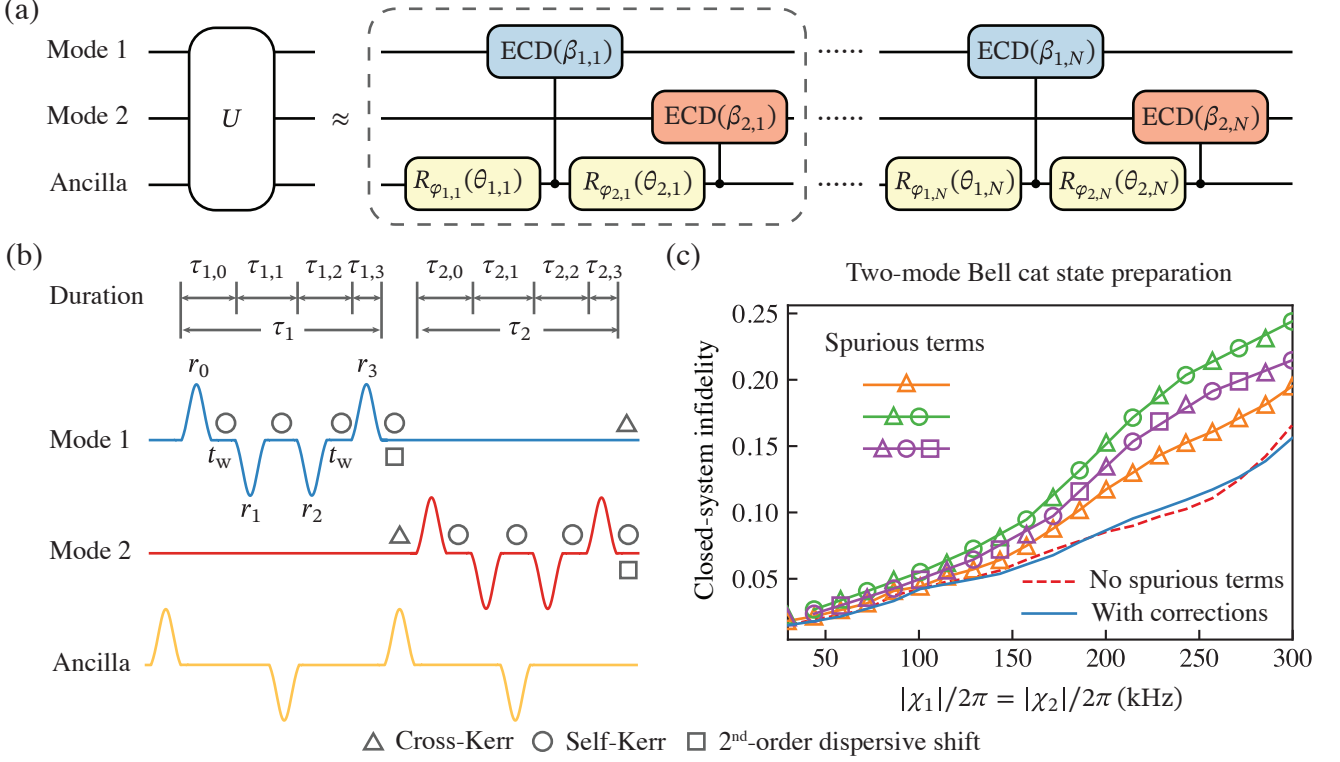 (a)
Mode 1
Mode 2
Ancilla
U
≈
ECD(β1,1)
ECD(β2,1)
Rφ1,1(θ1,1)
Rφ2,1(θ2,1)
......
......
......
ECD(β1,N)
ECD(β2,N)
Rφ1,N(θ1,N)
Rφ2,N(θ2,N)
(b)
Duration
τ1,0 τ1,1 τ1,2 τ1,3 τ2,0 τ2,1 τ2,2 τ2,3
τ1 τ2
r0 r3
Mode 1
tw tw
r1 r2
Mode 2
Ancilla
(c)
Two-mode Bell cat state preparation
Closed-system infidelity
0.25
0.20
0.15
0.10
0.05
Spurious terms
No spurious terms
With corrections
50 100 150 200 250 300
|χ1|/2π = |χ2|/2π (kHz)
Cross-Kerr Self-Kerr 2nd-order dispersive shift